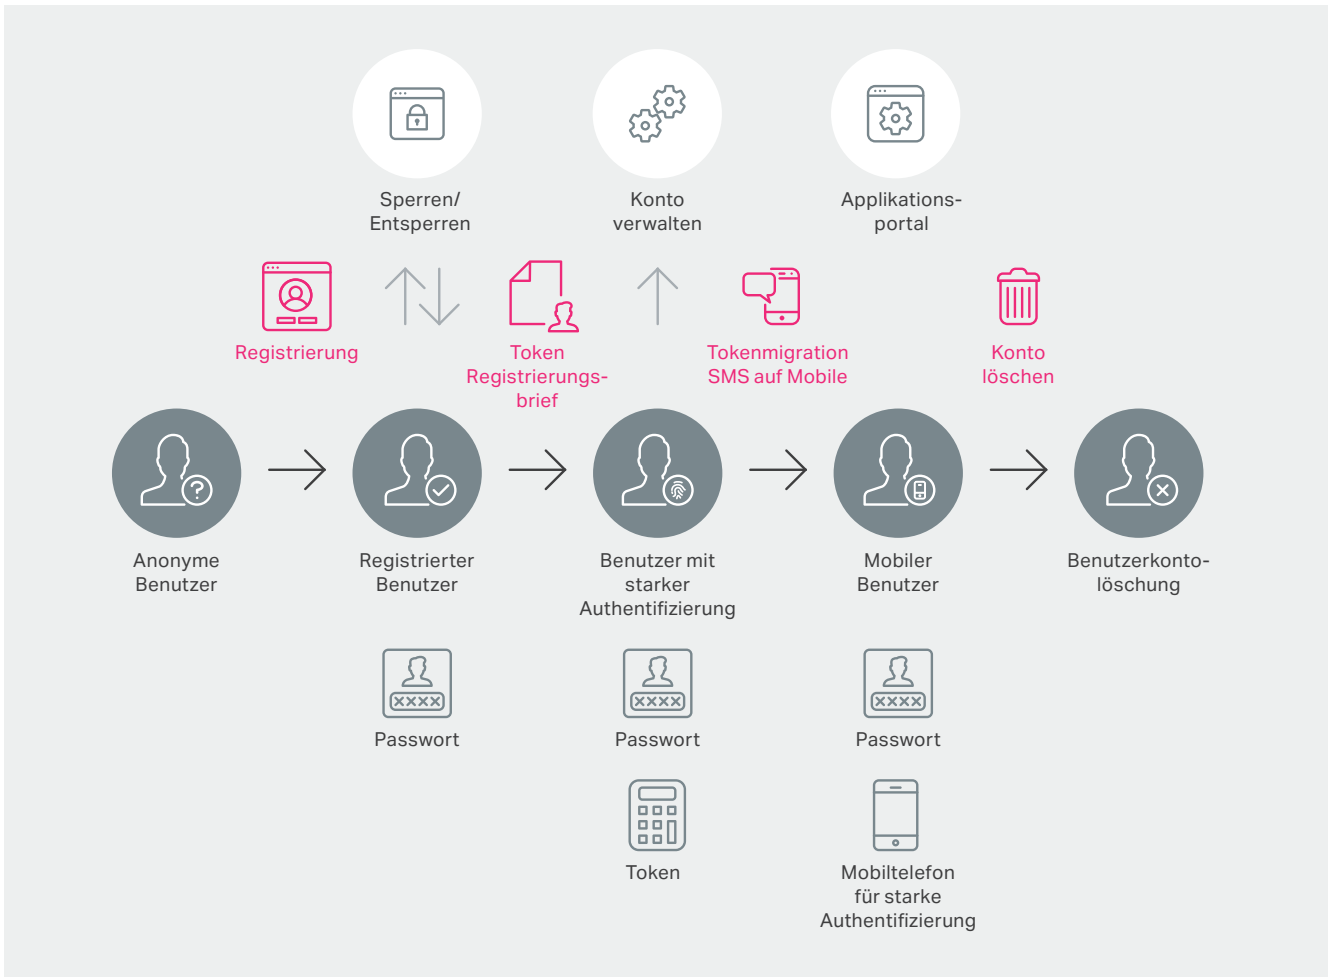 Sperren/
Entsperren
Konto
verwalten
Applikations-
portal
Registrierung
Token
Registrierungs-
brief
Tokenmigration
SMS auf Mobile
Konto
löschen
?
Anonyme
Benutzer
Registrierter
Benutzer
Benutzer mit
starker
Authentifizierung
Mobiler
Benutzer
Benutzerkonto-
löschung
xxxx
Passwort
xxxx
Passwort
xxxx
Passwort
Token
Mobiltelefon
für starke
Authentifizierung